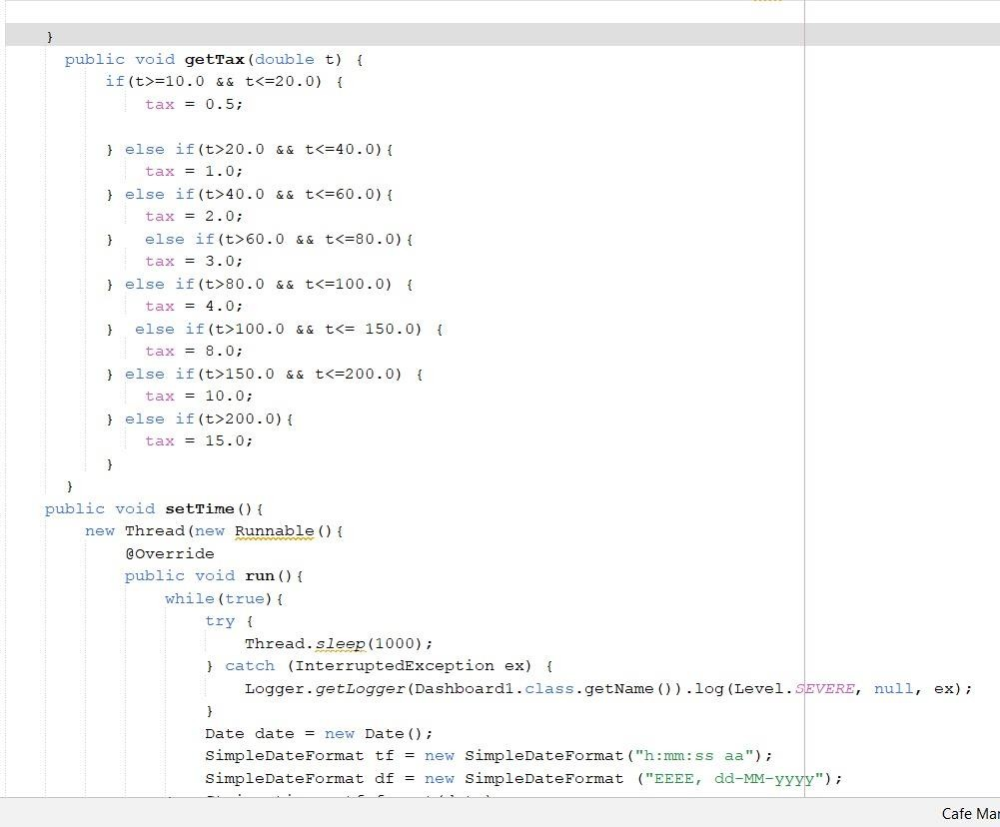 }
public void getTax(double t) {
if(t>=10.0 && t<=20.0) {
tax = 0.5;
} else if(t>20.0 && t<=40.0){
tax = 1.0;
} else if(t>40.0 && t<=60.0){
tax = 2.0;
}   else if(t>60.0 && t<=80.0){
tax = 3.0;
} else if(t>80.0 && t<=100.0) {
tax = 4.0;
}  else if(t>100.0 && t<= 150.0) {
tax = 8.0;
} else if(t>150.0 && t<=200.0) {
tax = 10.0;
} else if(t>200.0){
tax = 15.0;
}
}
public void setTime(){
new Thread(new Runnable(){
@Override
public void run(){
while(true){
try {
Thread.sleep(1000);
} catch (InterruptedException ex) {
Logger.getLogger(Dashboard1.class.getName()).log(Level.SEVERE, null, ex);
}
Date date = new Date();
SimpleDateFormat tf = new SimpleDateFormat("h:mm:ss aa");
SimpleDateFormat df = new SimpleDateFormat ("EEEE, dd-MM-yyyy");
Cafe Mar